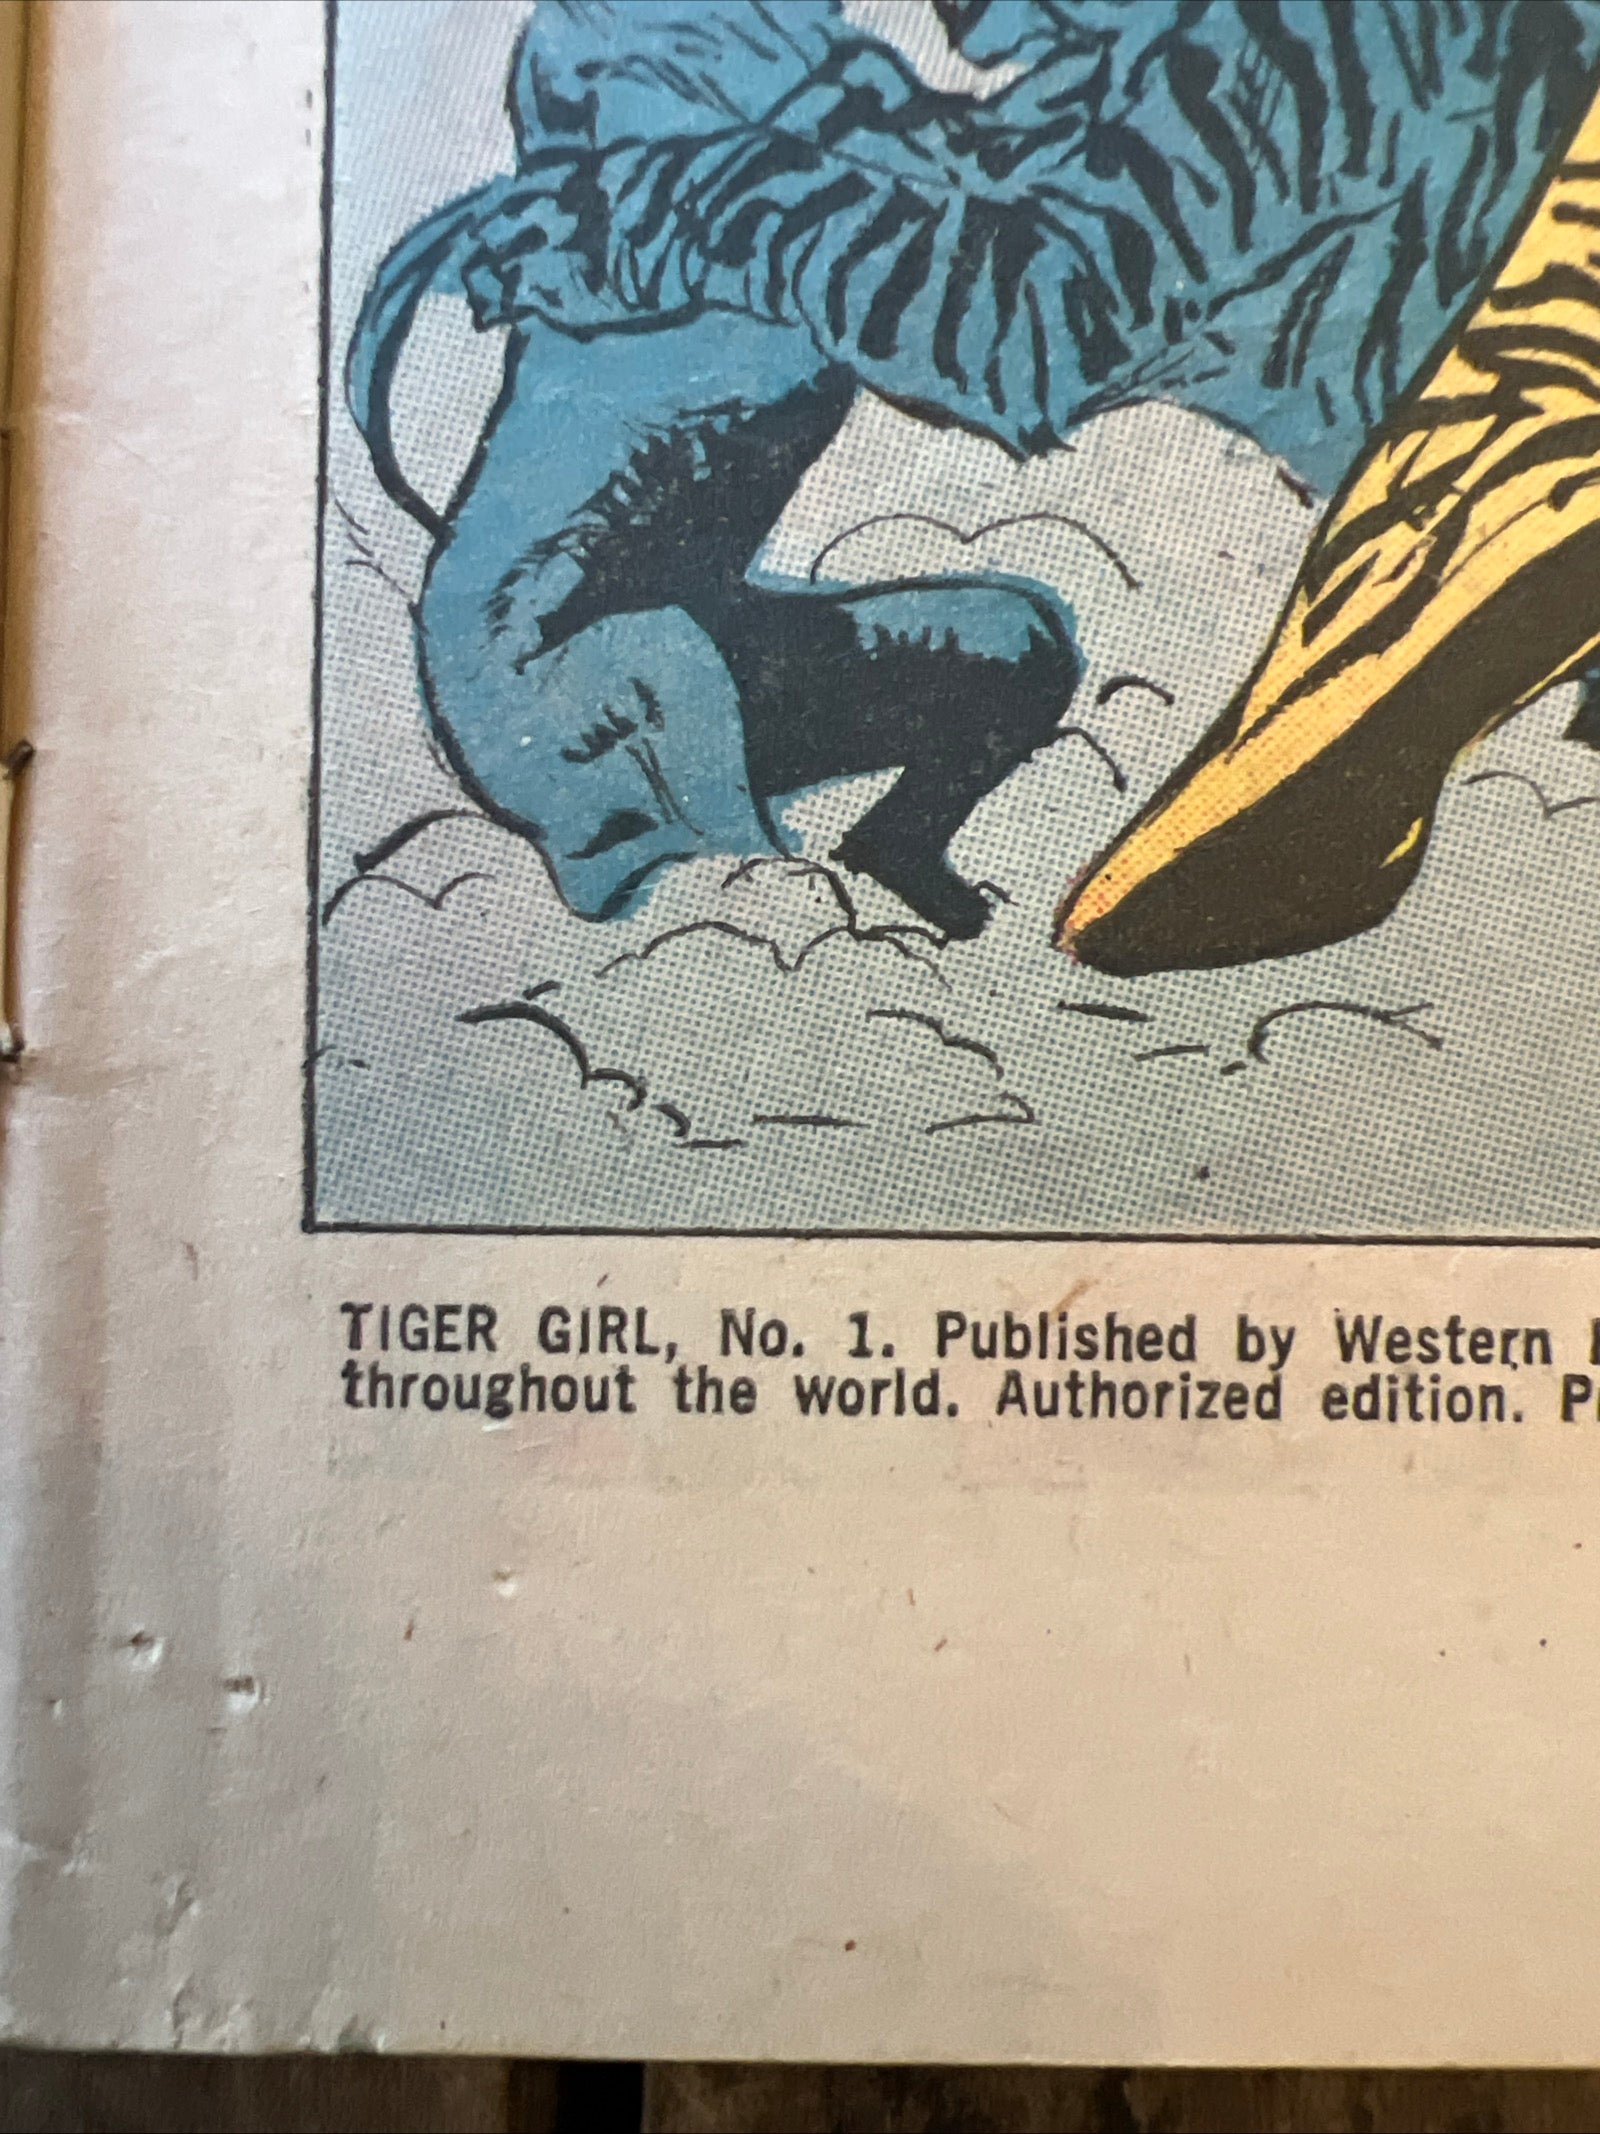 TIGER GIRL, No. 1. Published by Western
throughout the world. Authorized edition.